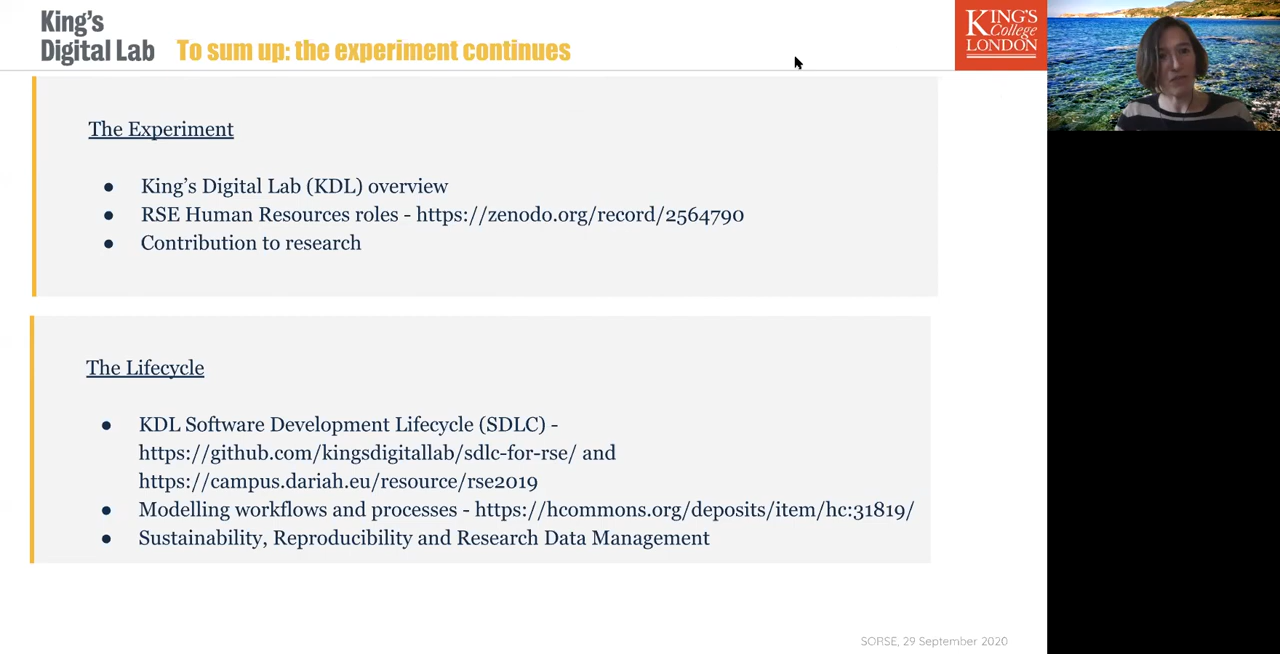 King's
Digital Lab
To sum up: the experiment continues
KING'S
College
LONDON
The Experiment
● King's Digital Lab (KDL) overview
● RSE Human Resources roles - https://zenodo.org/record/2564790
● Contribution to research
The Lifecycle
● KDL Software Development Lifecycle (SDLC) -
https://github.com/kingsdigitallab/sdlc-for-rse/ and
https://campus.dariah.eu/resource/rse2019
● Modelling workflows and processes - https://hcommons.org/deposits/item/hc:31819/
● Sustainability, Reproducibility and Research Data Management
SORSE, 29 September 2020